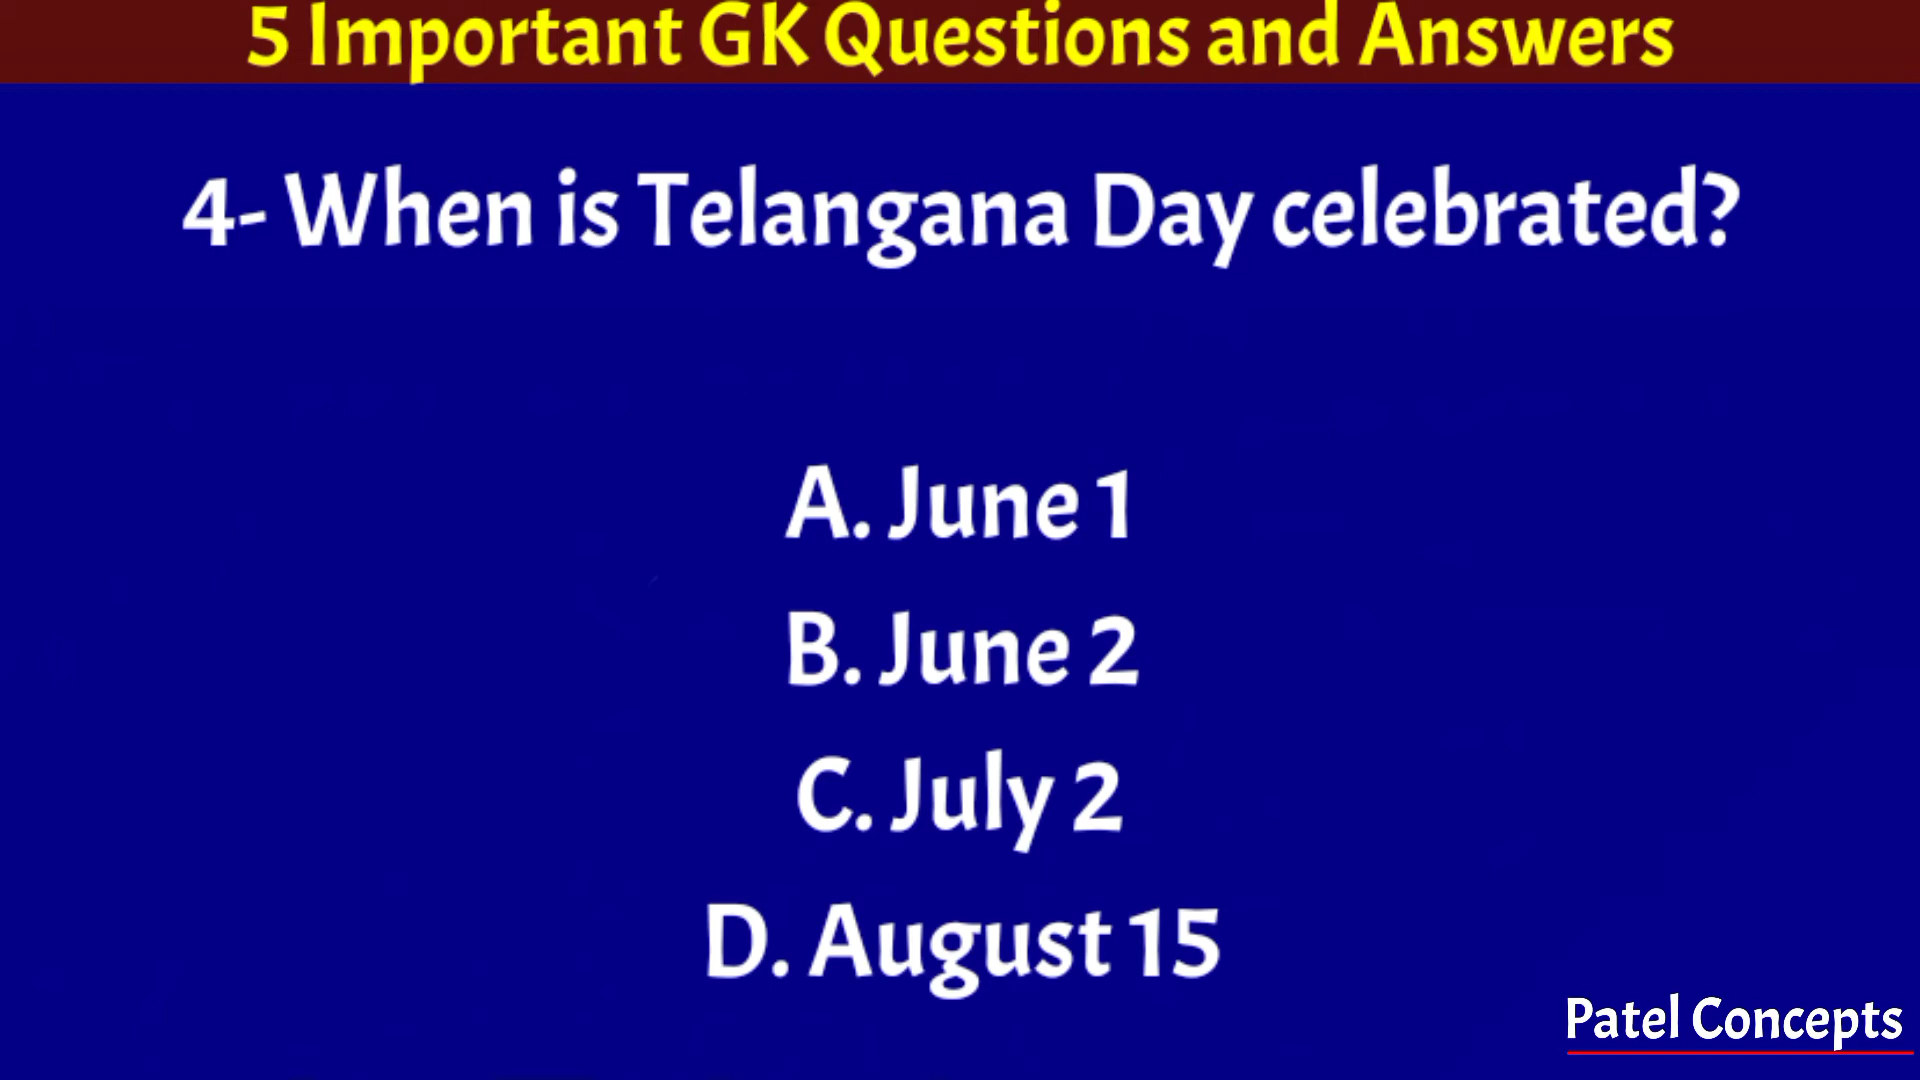 5 Important GK Questions and Answers
4- When is Telangana Day celebrated?
A. June 1
B. June 2
C. July 2
D. August 15
Patel Concepts